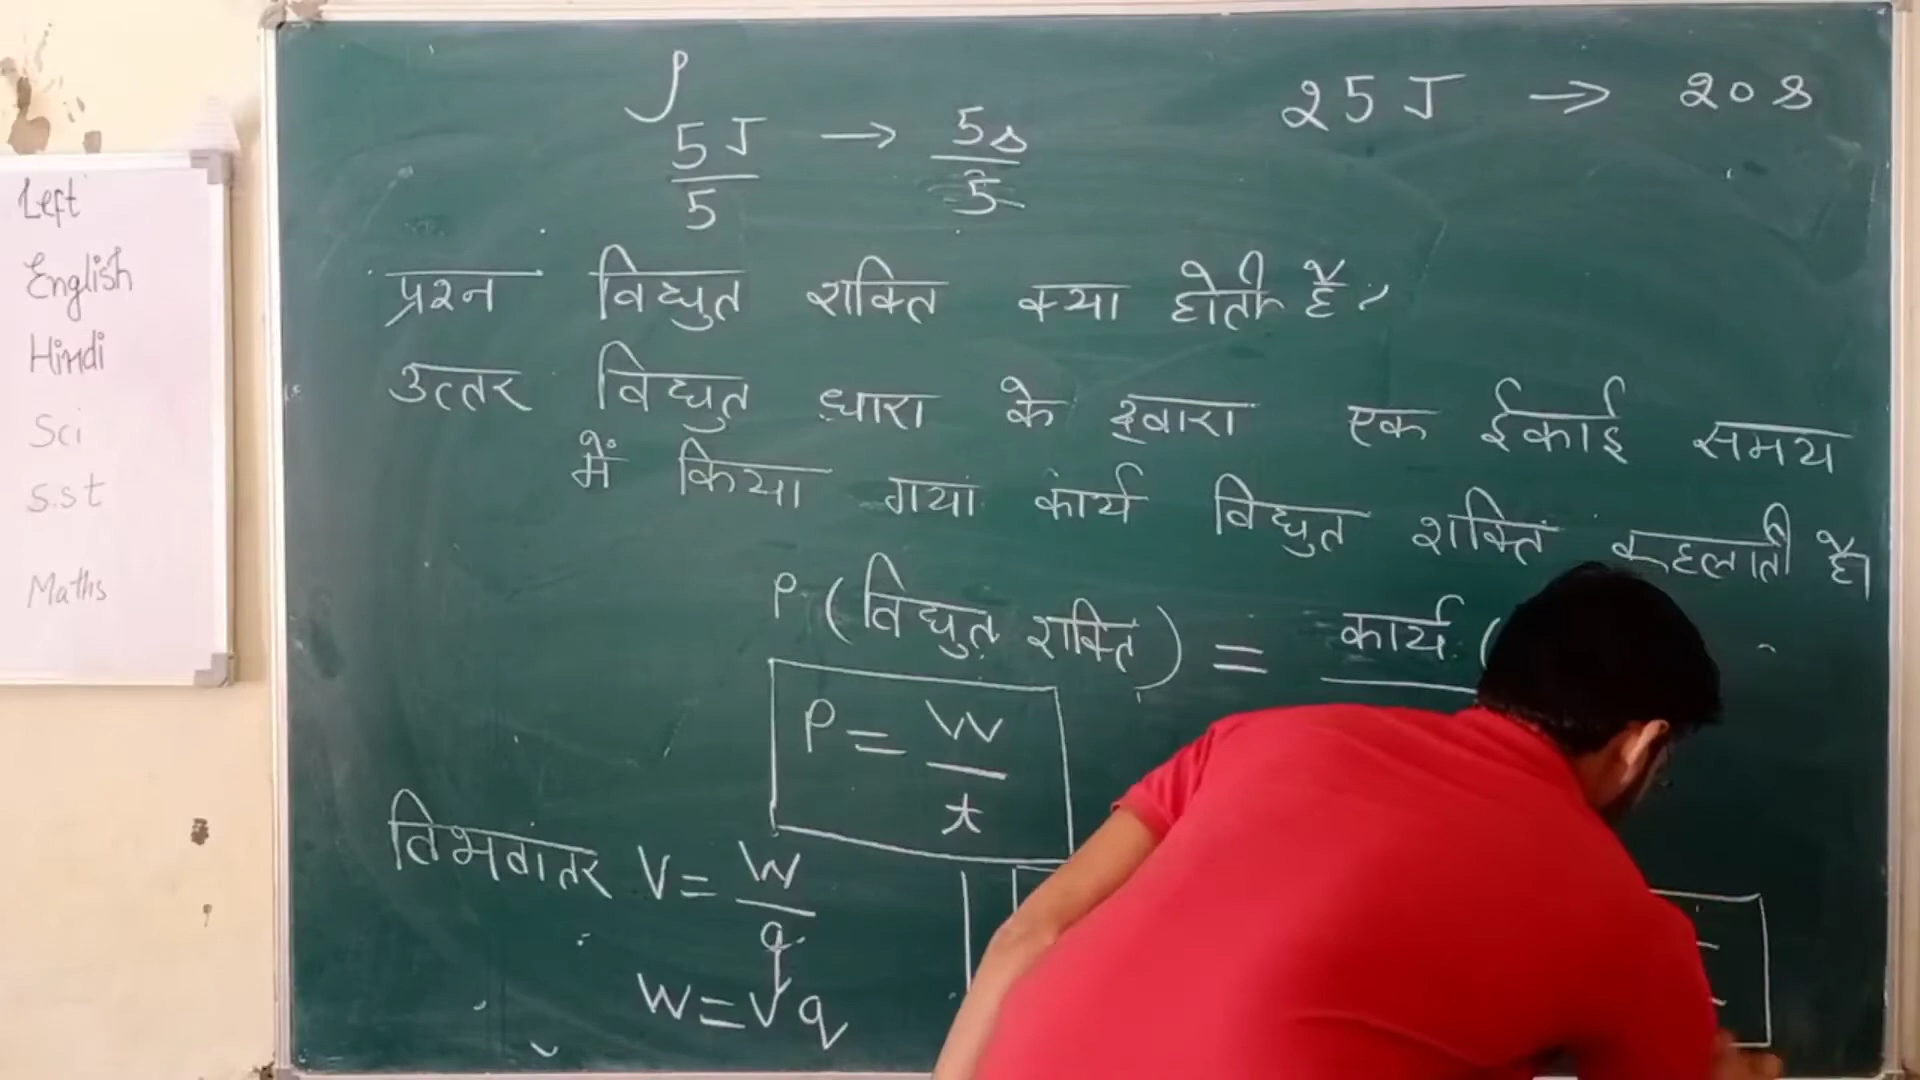 Left
English
Hindi
Sci
S.st
Maths
P
5J → 5s
5 5
25J → 20s
प्रश्न विद्युत शक्ति क्या होती है?
उत्तर विद्युत धारा के द्वारा एक ईकाई समय
में किया गया कार्य विद्युत शक्ति कहलाती है।
P (विद्युत शक्ति) = कार्य (
P = W
t
विभवांतर V = W
q
W = Vq